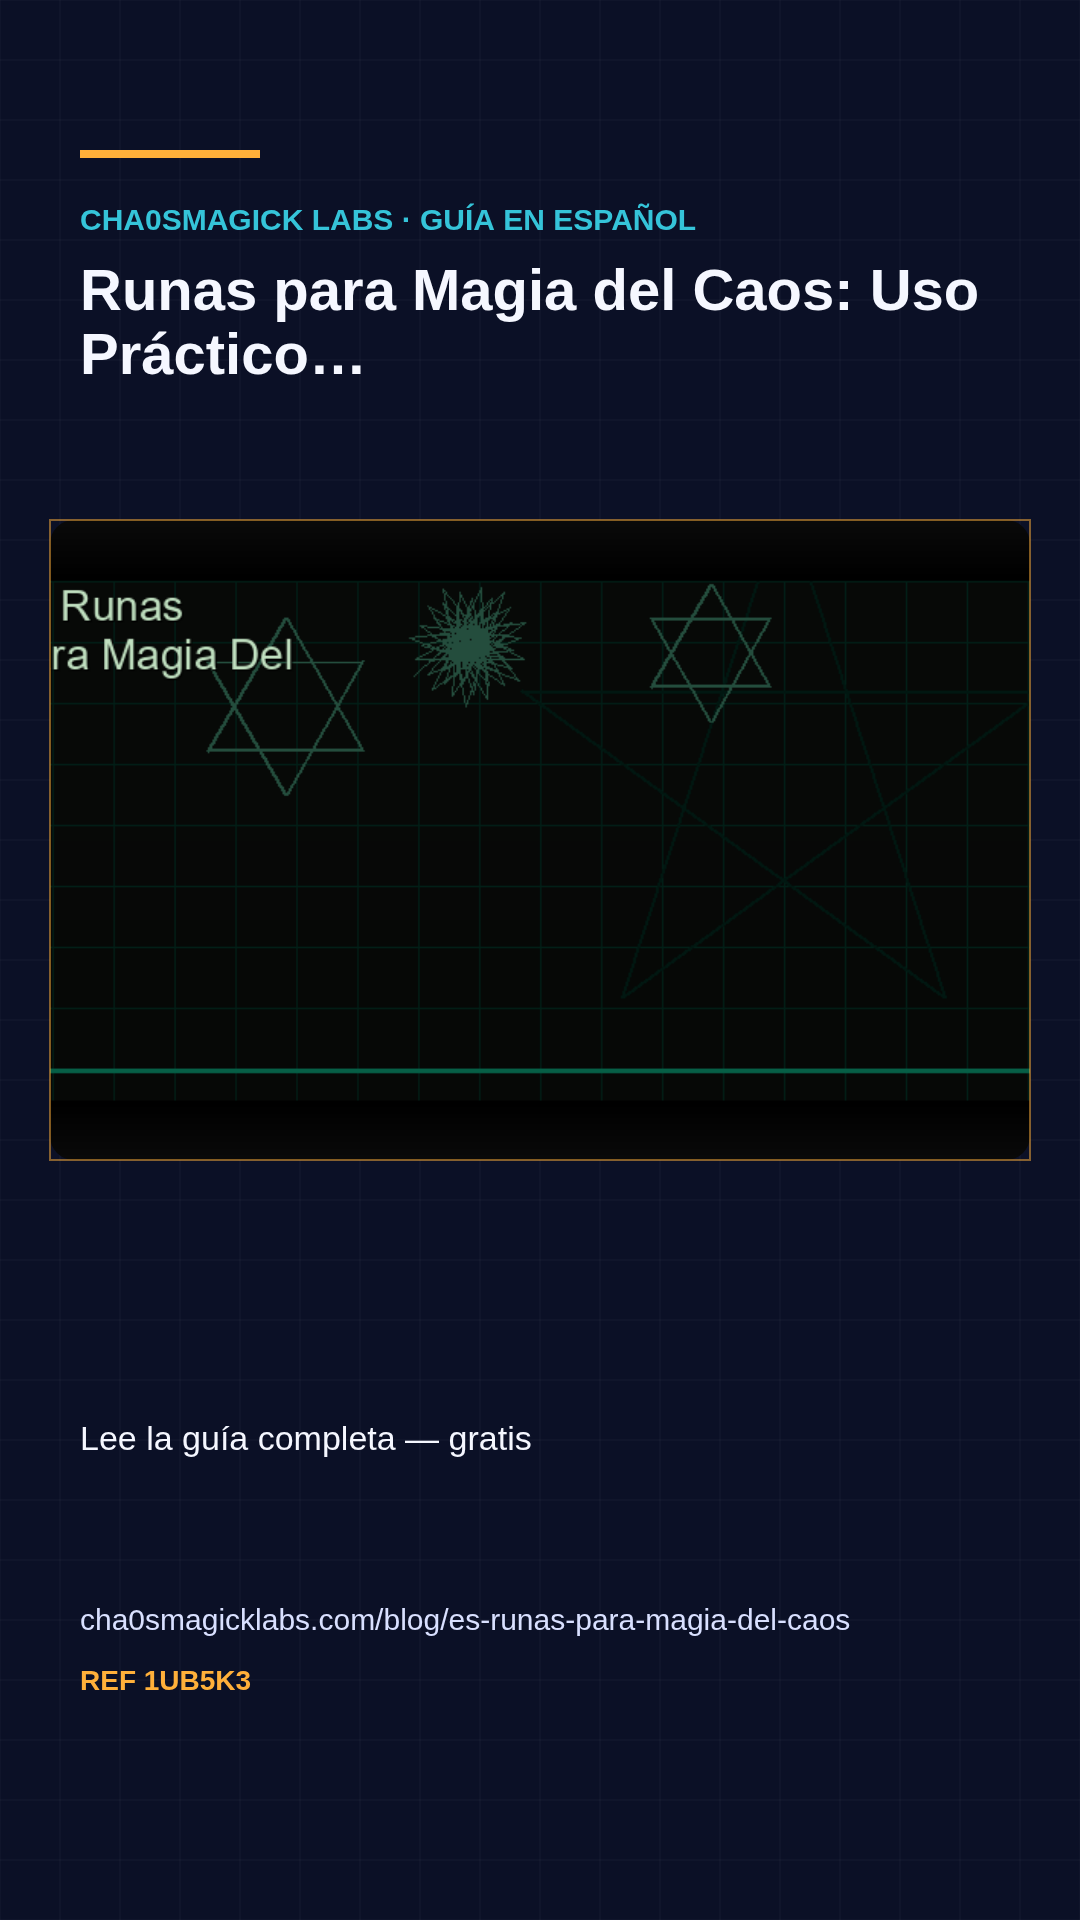 CHA0SMAGICK LABS · GUÍA EN ESPAÑOL
Runas para Magia del Caos: Uso
Práctico…
Runas
ra Magia Del
Lee la guía completa — gratis
cha0smagicklabs.com/blog/es-runas-para-magia-del-caos
REF 1UB5K3